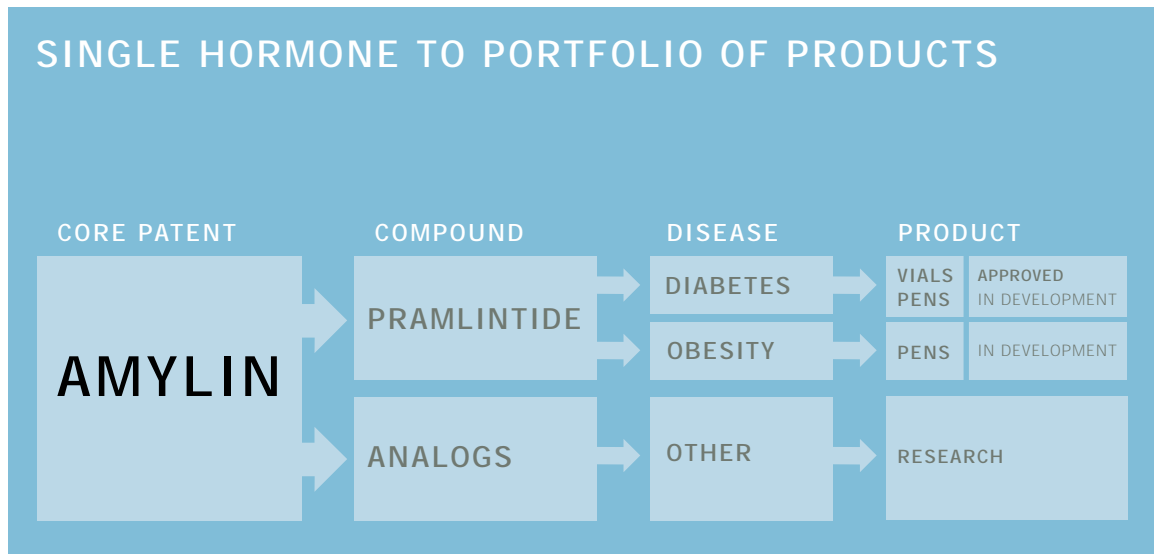 SINGLE HORMONE TO PORTFOLIO OF PRODUCTS
CORE PATENT
COMPOUND
DISEASE
PRODUCT
AMYLIN
PRAMLINTIDE
DIABETES
VIALS
PENS
APPROVED
IN DEVELOPMENT
OBESITY
PENS
IN DEVELOPMENT
ANALOGS
OTHER
RESEARCH